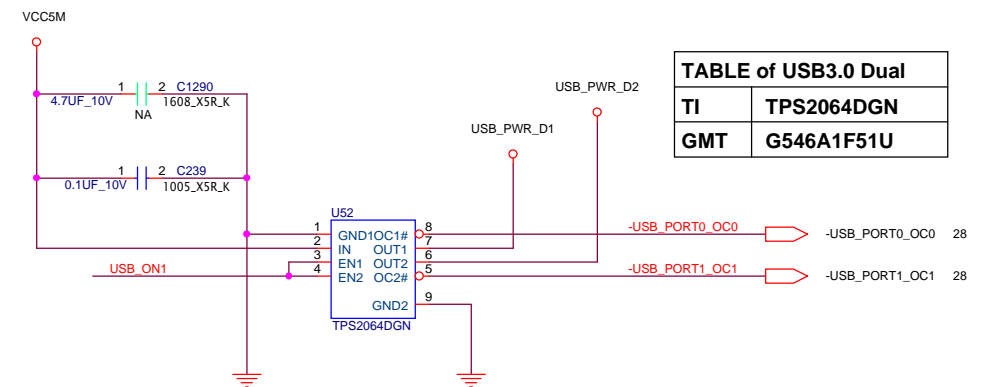 VCC5M
1 2 C1290
4.7UF_10V 1608_X5R_K
NA
1 2 C239
0.1UF_10V 1005_X5R_K
USB_PWR_D2
USB_PWR_D1
TABLE of USB3.0 Dual
TI TPS2064DGN
GMT G546A1F51U
U52
1 GND1 OC1# 8
2 IN OUT1 7
3 EN1 OUT2 6
4 EN2 OC2# 5
GND2 9
TPS2064DGN
USB_ON1
-USB_PORT0_OC0 -USB_PORT0_OC0 28
-USB_PORT1_OC1 -USB_PORT1_OC1 28